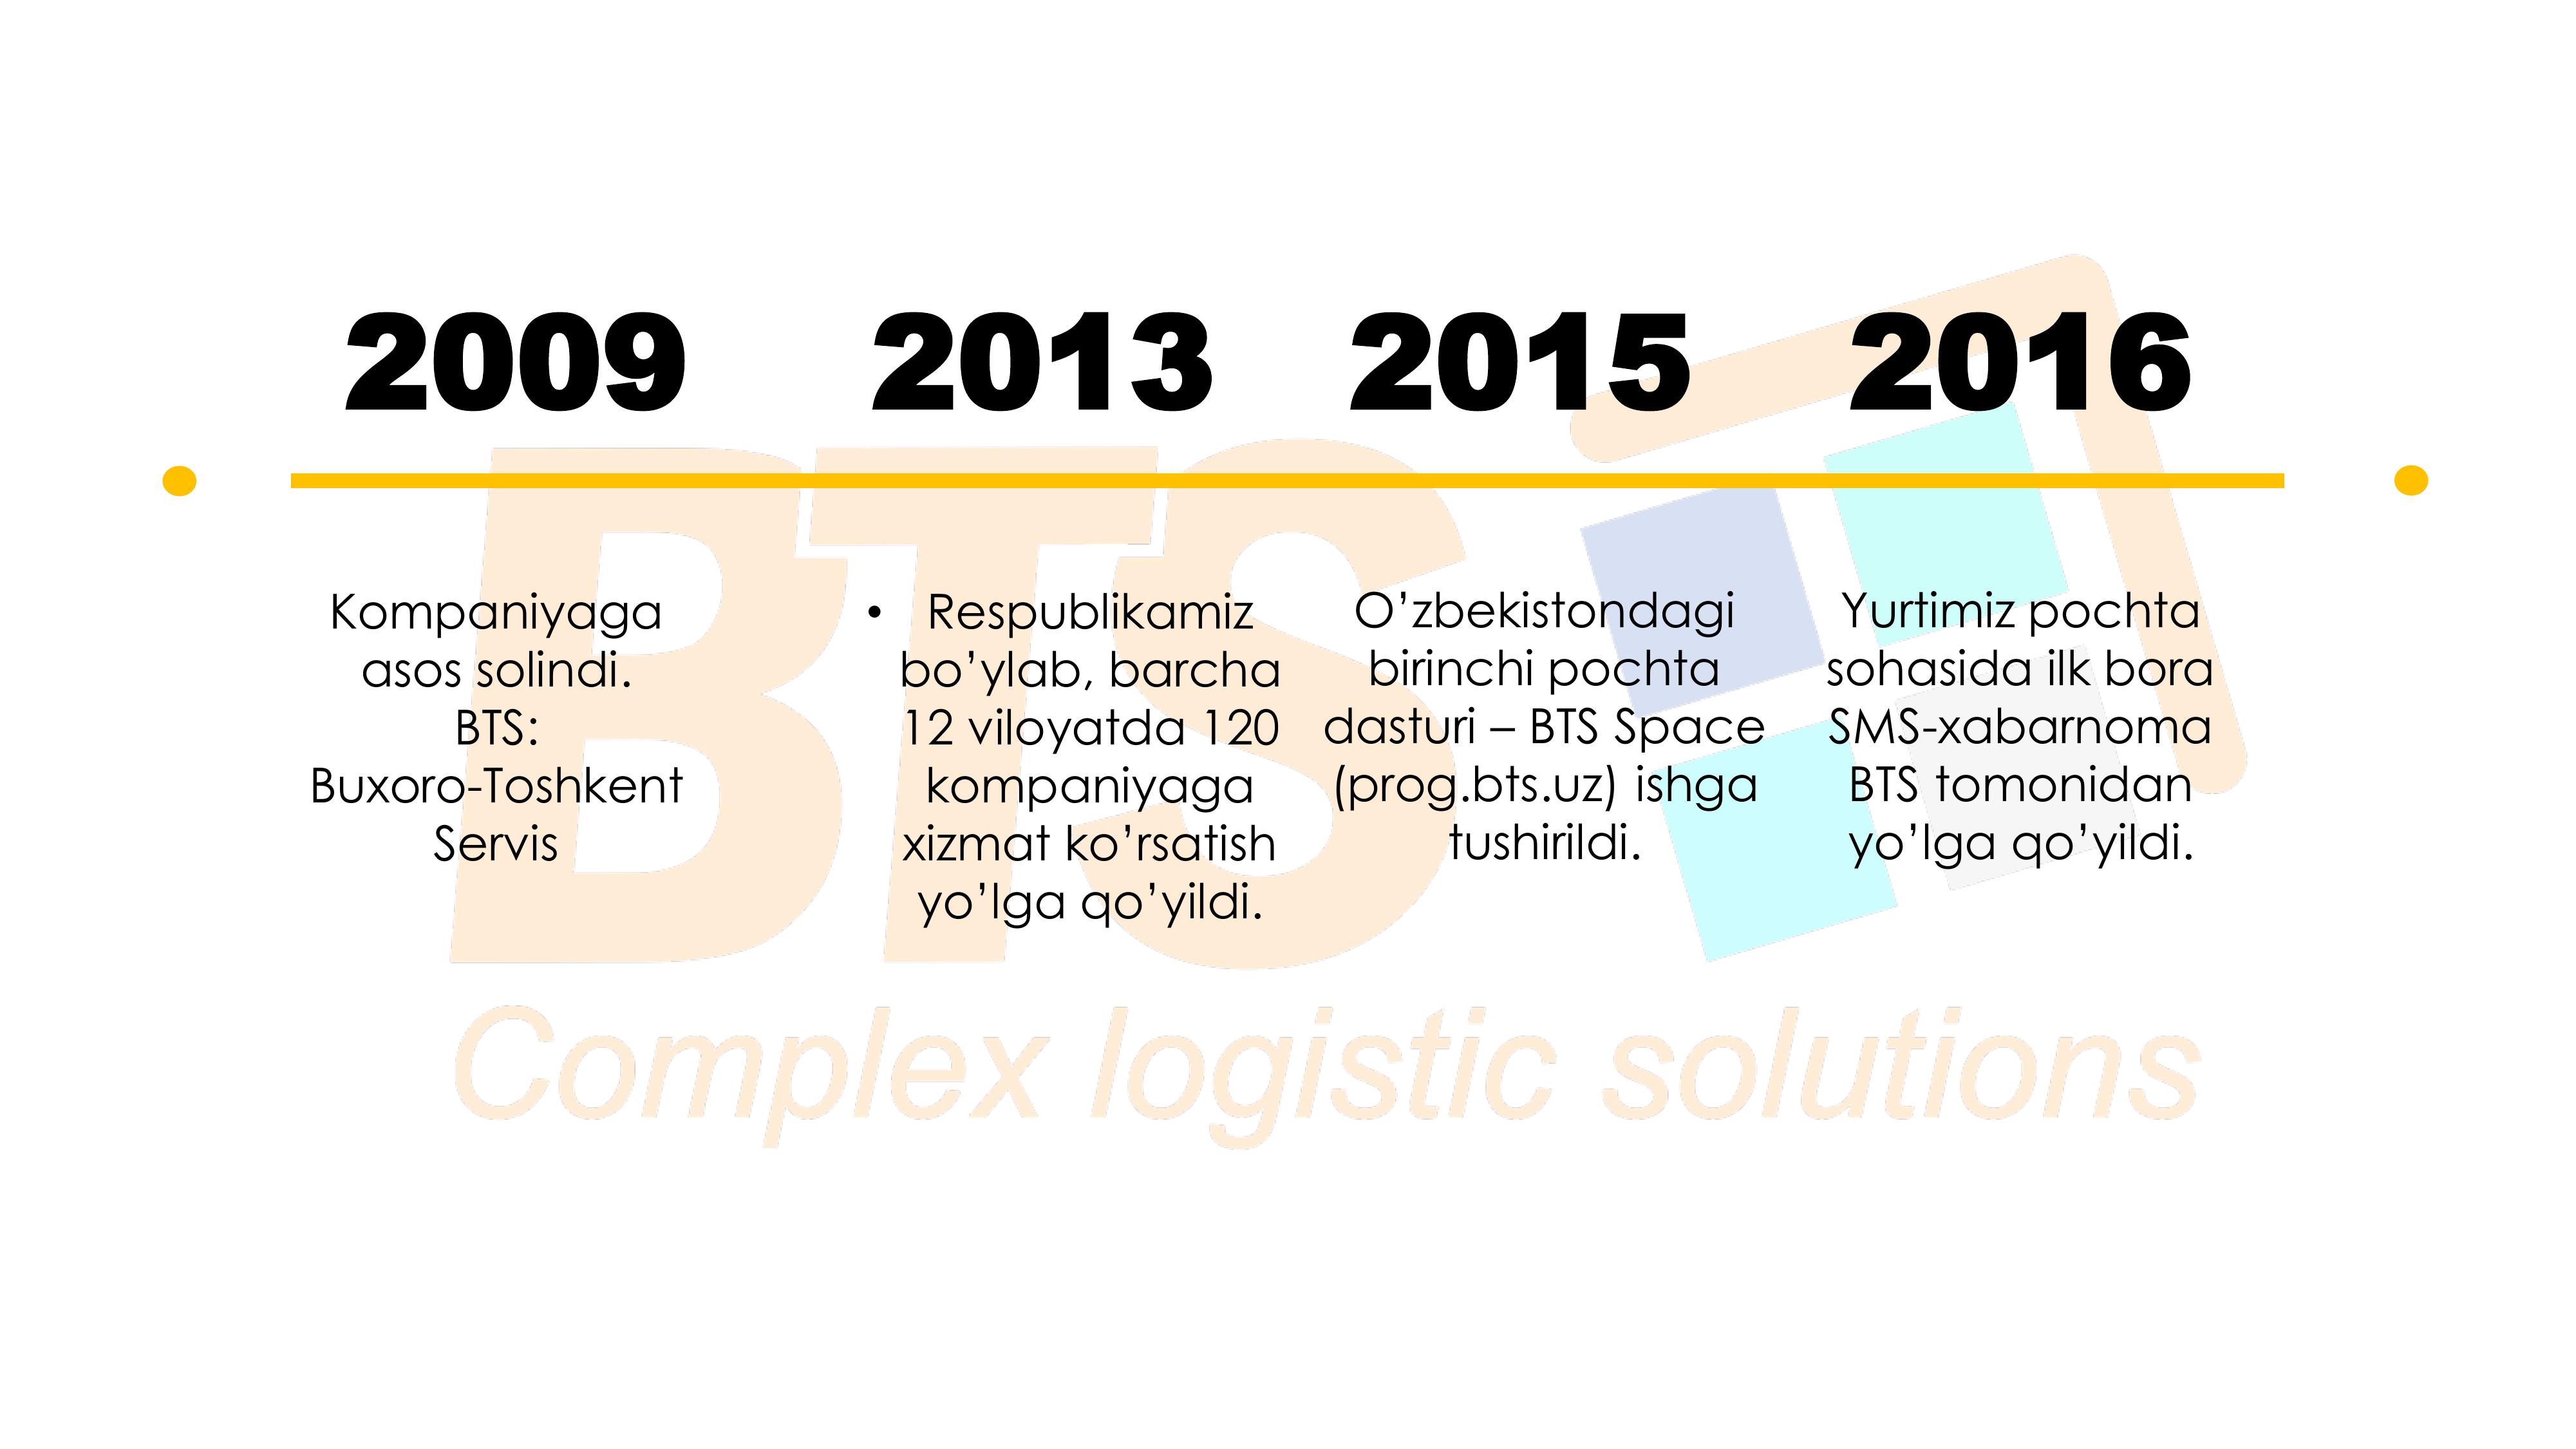 2009
2013
2015
2016
Kompaniyaga
asos solindi.
BTS:
Buxoro-Toshkent
Servis
• Respublikamiz
bo’ylab, barcha
12 viloyatda 120
kompaniyaga
xizmat ko’rsatish
yo’lga qo’yildi.
O’zbekistondagi
birinchi pochta
dasturi – BTS Space
(prog.bts.uz) ishga
tushirildi.
Yurtimiz pochta
sohasida ilk bora
SMS-xabarnoma
BTS tomonidan
yo’lga qo’yildi.
BTS
Complex logistic solutions